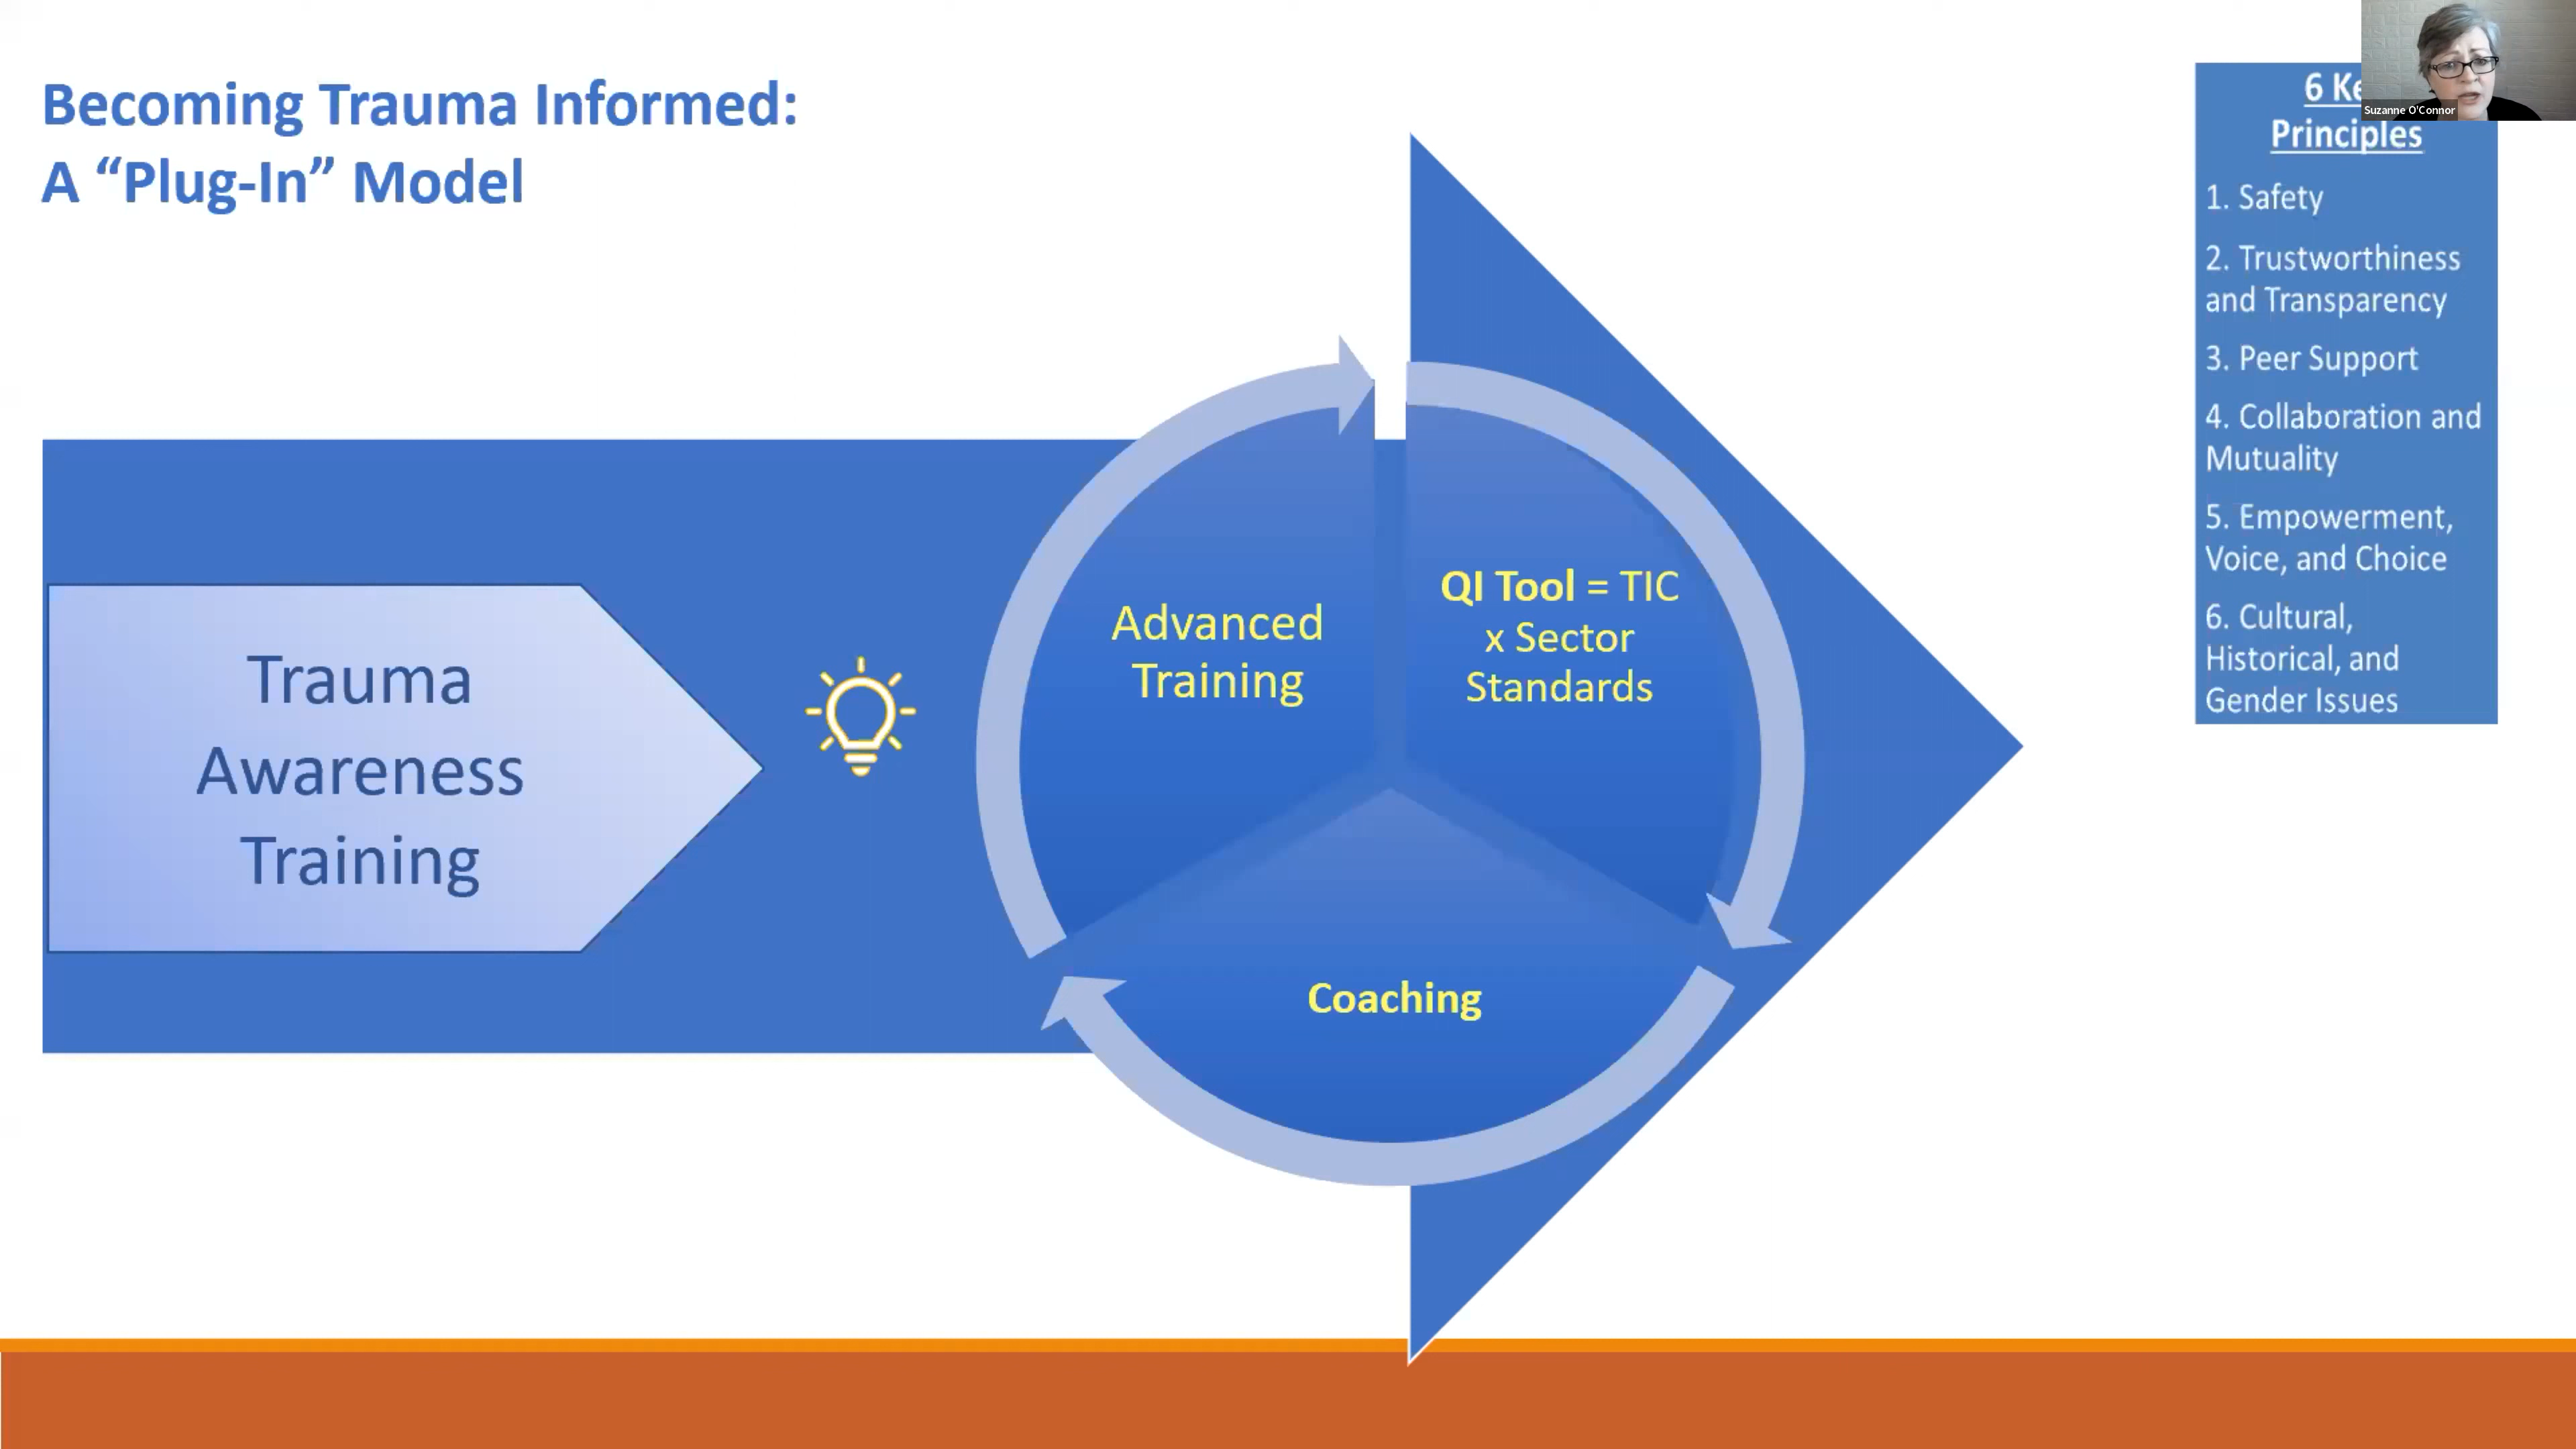 Becoming Trauma Informed:
A “Plug-In” Model
Trauma
Awareness
Training
Advanced
Training
QI Tool = TIC
x Sector
Standards
Coaching
6
Principles
1. Safety
2. Trustworthiness
and Transparency
3. Peer Support
4. Collaboration and
Mutuality
5. Empowerment,
Voice, and Choice
6. Cultural,
Historical, and
Gender Issues
Suzanne O'Connor